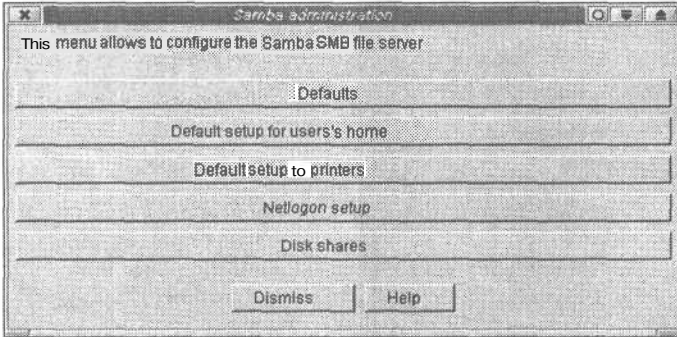 Samba administration
This menu allows to configure the Samba SMB file server
Defaults
Default setup for users's home
Default setup to printers
Netlogon setup
Disk shares
Dismiss Help